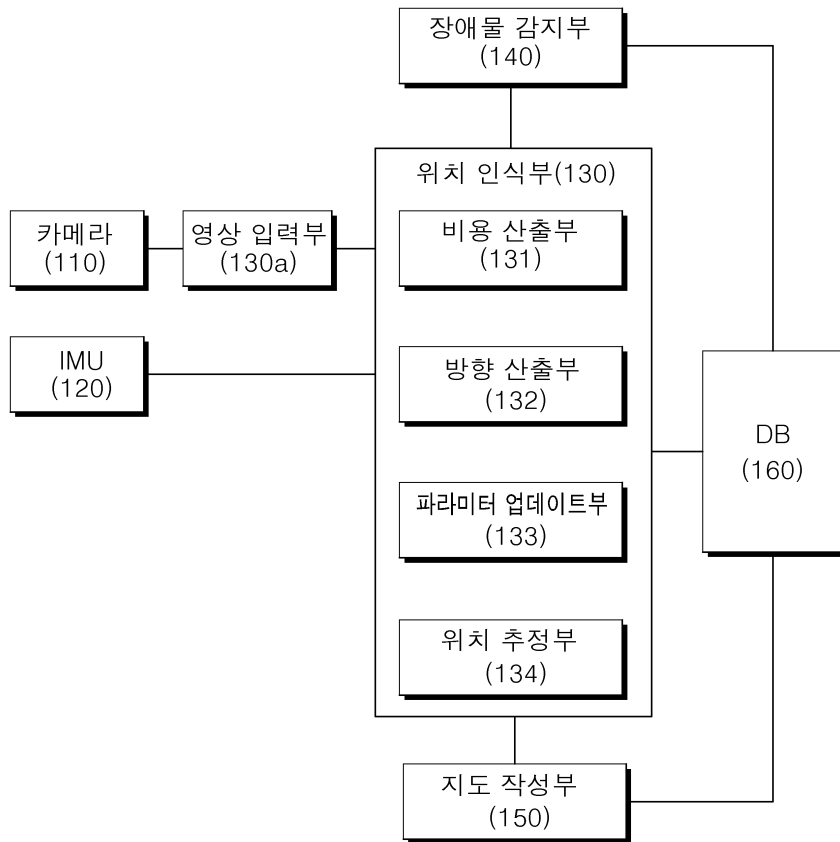 장애물 감지부
(140)
위치 인식부(130)
카메라
(110)
영상 입력부
(130a)
비용 산출부
(131)
IMU
(120)
방향 산출부
(132)
DB
(160)
파라미터 업데이트부
(133)
위치 추정부
(134)
지도 작성부
(150)